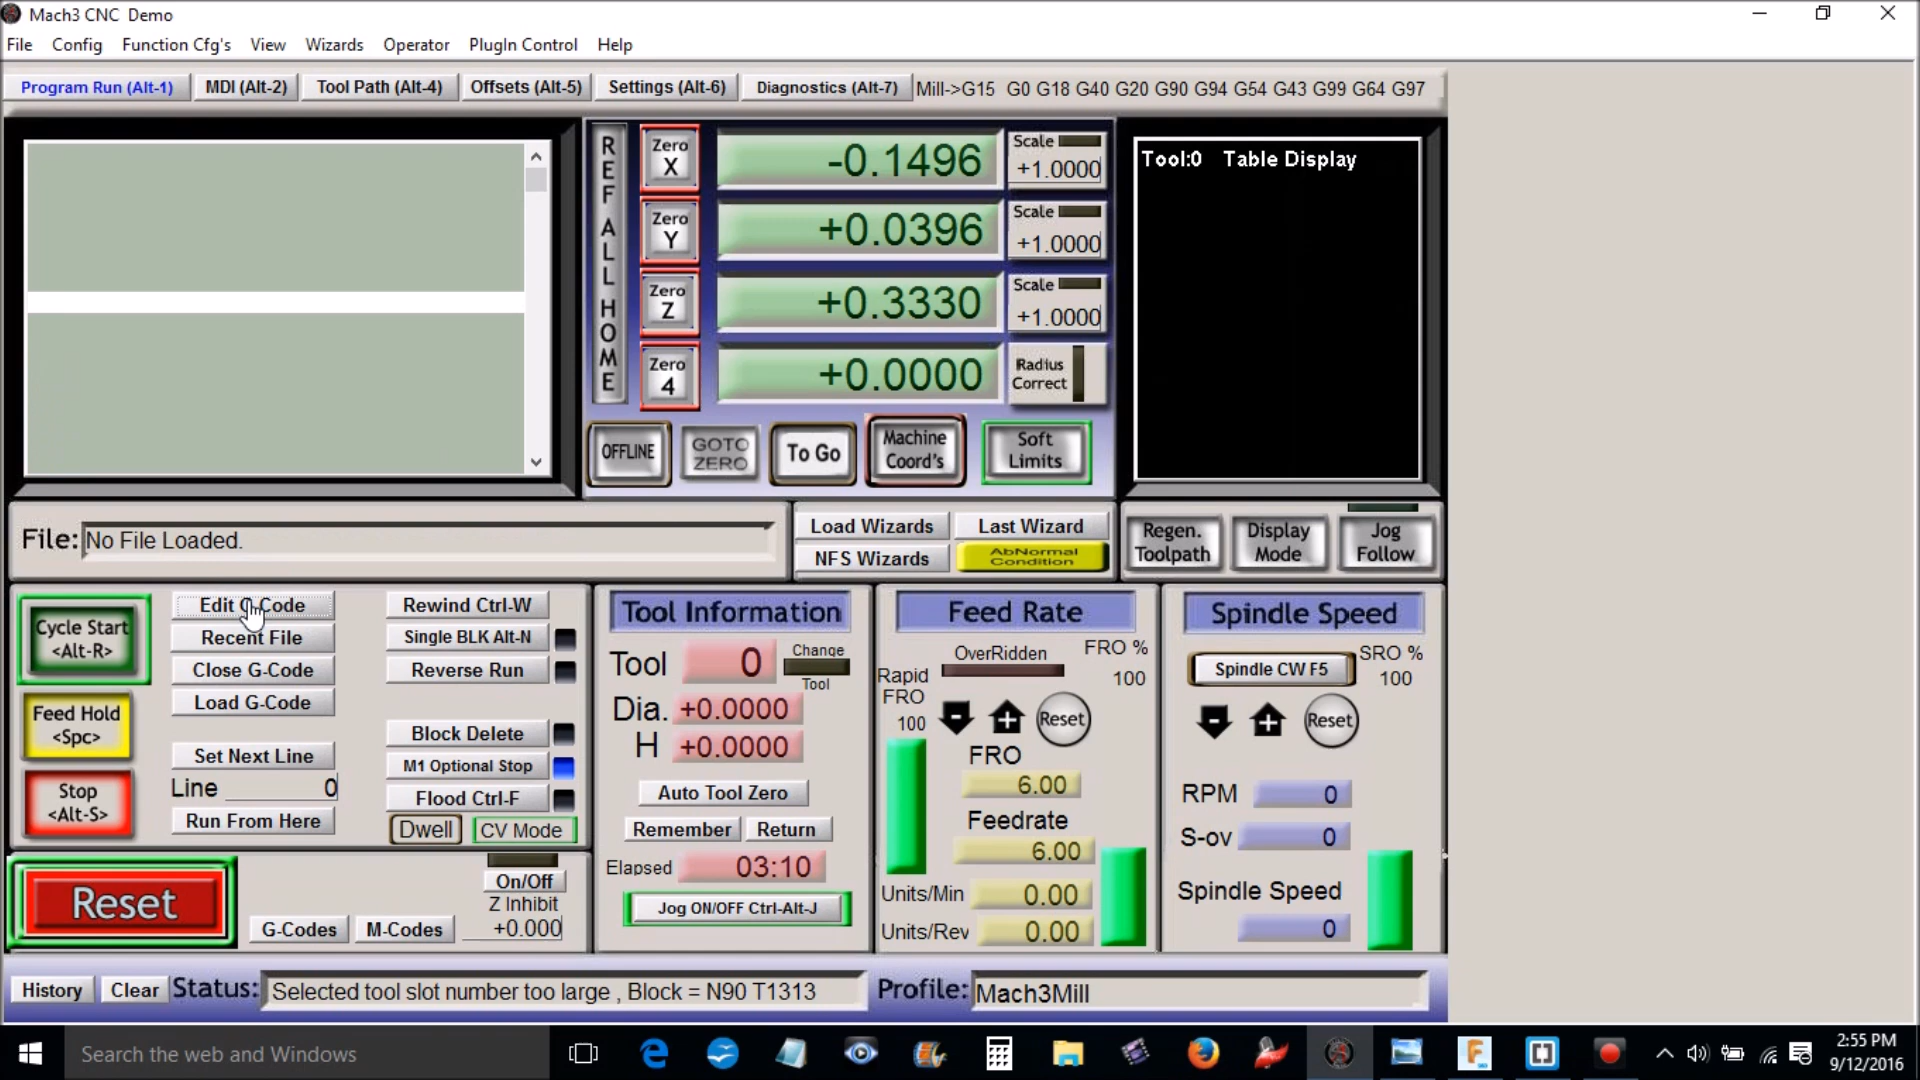 Mach3 CNC Demo
File Config Function Cfg's View Wizards Operator PlugIn Control Help
Program Run (Alt-1) MDI (Alt-2) Tool Path (Alt-4) Offsets (Alt-5) Settings (Alt-6) Diagnostics (Alt-7) Mill->G15 G0 G18 G40 G20 G90 G94 G54 G43 G99 G64 G97
REF ALL HOME
Zero X -0.1496 Scale +1.0000
Zero Y +0.0396 Scale +1.0000
Zero Z +0.3330 Scale +1.0000
Zero 4 +0.0000 Radius Correct
OFFLINE GOTO ZERO To Go Machine Coord's Soft Limits
Tool:0 Table Display
File: No File Loaded.
Load Wizards Last Wizard
NFS Wizards AbNormal Condition
Regen. Toolpath Display Mode Jog Follow
Cycle Start <Alt-R>
Feed Hold <Spc>
Stop <Alt-S>
Edit G-Code
Recent File
Close G-Code
Load G-Code
Set Next Line
Line 0
Run From Here
Rewind Ctrl-W
Single BLK Alt-N
Reverse Run
Block Delete
M1 Optional Stop
Flood Ctrl-F
Dwell CV Mode
Reset
G-Codes M-Codes
On/Off
Z Inhibit
+0.000
Tool Information
Tool 0 Change Tool
Dia. +0.0000
H +0.0000
Auto Tool Zero
Remember Return
Elapsed 03:10
Jog ON/OFF Ctrl-Alt-J
Feed Rate
OverRidden FRO % 100
Rapid FRO 100
Reset
FRO
6.00
Feedrate
6.00
Units/Min 0.00
Units/Rev 0.00
Spindle Speed
Spindle CW F5 SRO % 100
Reset
RPM 0
S-ov 0
Spindle Speed
0
History Clear Status: Selected tool slot number too large , Block = N90 T1313 Profile: Mach3Mill
Search the web and Windows
2:55 PM
9/12/2016